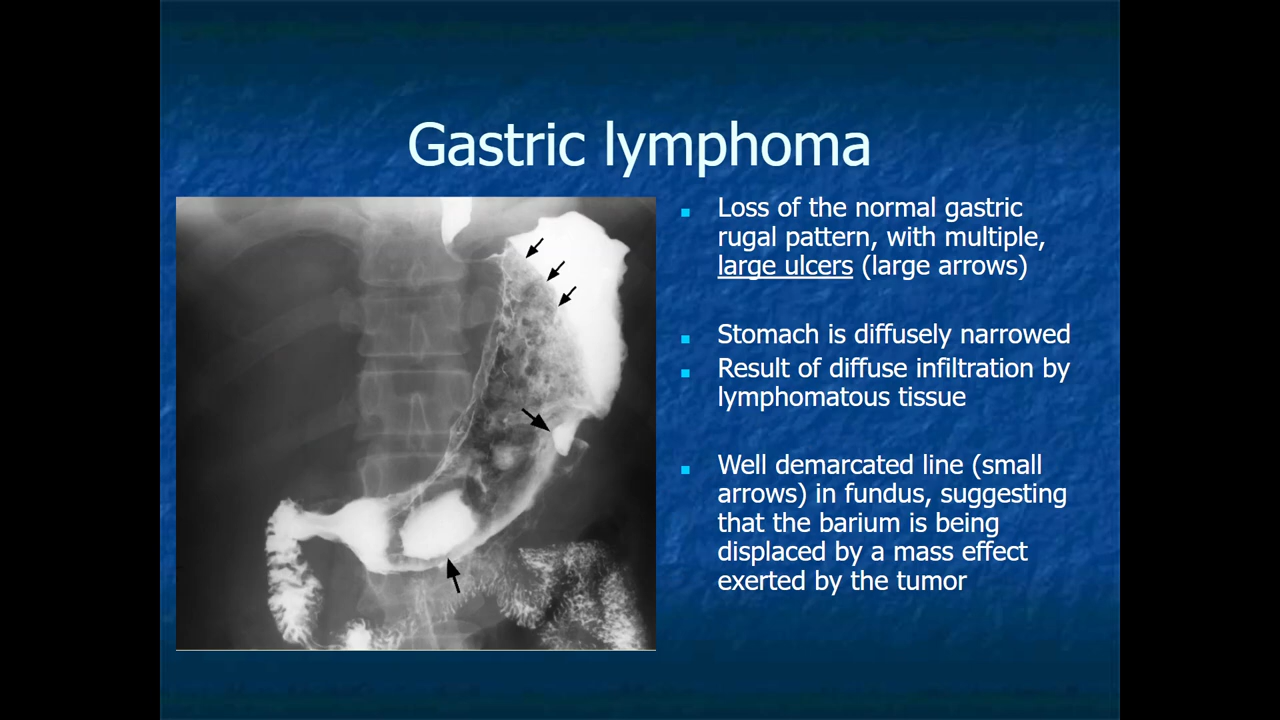 Gastric lymphoma
Loss of the normal gastric
rugal pattern, with multiple,
large ulcers (large arrows)
Stomach is diffusely narrowed
Result of diffuse infiltration by
lymphomatous tissue
Well demarcated line (small
arrows) in fundus, suggesting
that the barium is being
displaced by a mass effect
exerted by the tumor